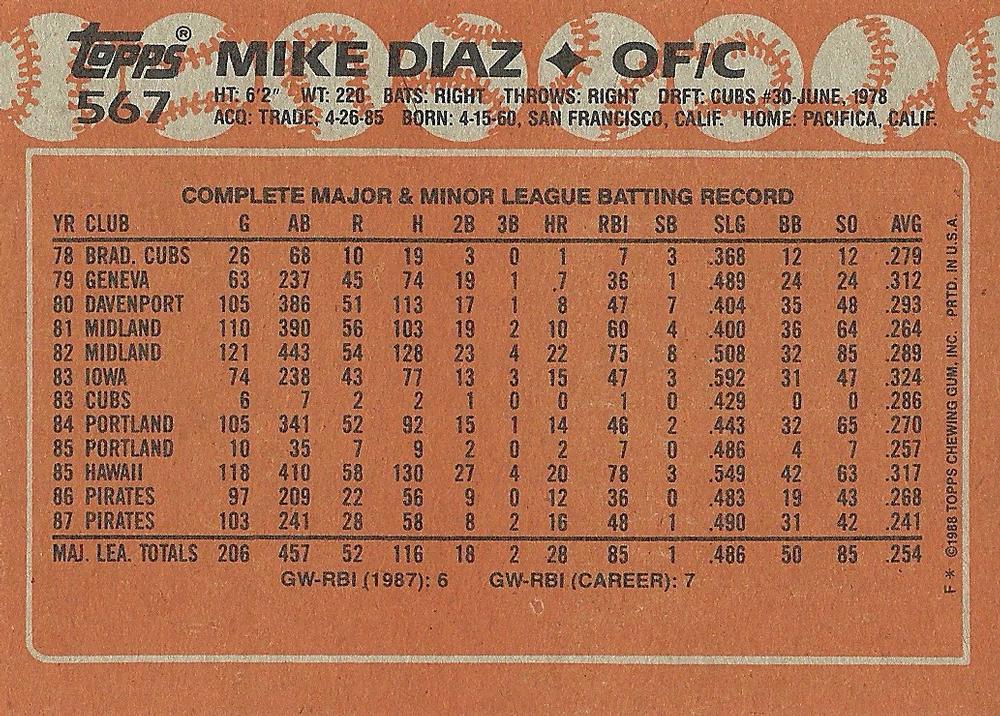 TOPPS® MIKE DIAZ ✦ OF/C
567 HT: 6'2" WT: 220 BATS: RIGHT THROWS: RIGHT DRFT: CUBS #30-JUNE, 1978
ACQ: TRADE, 4-26-85 BORN: 4-15-60, SAN FRANCISCO, CALIF. HOME: PACIFICA, CALIF.
COMPLETE MAJOR & MINOR LEAGUE BATTING RECORD
YR CLUB G AB R H 2B 3B HR RBI SB SLG BB SO AVG
78 BRAD. CUBS 26 68 10 19 3 0 1 7 3 .368 12 12 .279
79 GENEVA 63 237 45 74 19 1 .7 36 1 .489 24 24 .312
80 DAVENPORT 105 386 51 113 17 1 8 47 7 .404 35 48 .293
81 MIDLAND 110 390 56 103 19 2 10 60 4 .400 36 64 .264
82 MIDLAND 121 443 54 128 23 4 22 75 8 .508 32 85 .289
83 IOWA 74 238 43 77 13 3 15 47 3 .592 31 47 .324
83 CUBS 6 7 2 2 1 0 0 1 0 .429 0 0 .286
84 PORTLAND 105 341 52 92 15 1 14 46 2 .443 32 65 .270
85 PORTLAND 10 35 7 9 2 0 2 7 0 .486 4 7 .257
85 HAWAII 118 410 58 130 27 4 20 78 3 .549 42 63 .317
86 PIRATES 97 209 22 56 9 0 12 36 0 .483 19 43 .268
87 PIRATES 103 241 28 58 8 2 16 48 1 .490 31 42 .241
MAJ. LEA. TOTALS 206 457 52 116 18 2 28 85 1 .486 50 85 .254
GW-RBI (1987): 6 GW-RBI (CAREER): 7
F * ©1988 TOPPS CHEWING GUM, INC. PRTD. IN U.S.A.